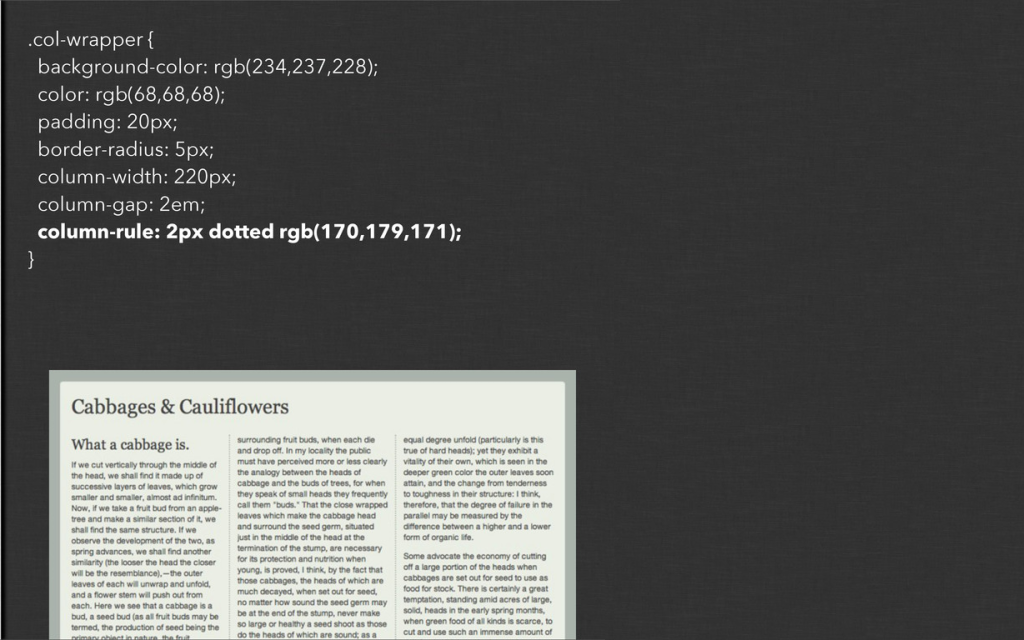 .col-wrapper {
background-color: rgb(234,237,228);
color: rgb(68,68,68);
padding: 20px;
border-radius: 5px;
column-width: 220px;
column-gap: 2em;
column-rule: 2px dotted rgb(170,179,171);
}
Cabbages & Cauliflowers
What a cabbage is.
If we cut vertically through the middle of
the head, we shall find it made up of
successive layers of leaves, which grow
smaller and smaller, almost ad infinitum.
Now, if we take a fruit bud from an apple-
tree and make a similar section of it, we
shall find the same structure. If we
observe the development of the two, as
spring advances, we shall find another
similarity (the looser the head the closer
will be the resemblance),—the outer
leaves of each will unwrap and unfold,
and a flower stem will push out from
each. Here we see that a cabbage is a
bud, a seed bud (as all fruit buds may be
termed, the production of seed being the
primary object in nature, the fruit
surrounding fruit buds, when each die
and drop off. In my locality the public
must have perceived more or less clearly
the analogy between the heads of
cabbage and the buds of trees, for when
they speak of small heads they frequently
call them "buds." That the close wrapped
leaves which make the cabbage head
and surround the seed germ, situated
just in the middle of the head at the
termination of the stump, are necessary
for its protection and nutrition when
young, is proved, I think, by the fact that
those cabbages, the heads of which are
much decayed, when set out for seed,
no matter how sound the seed germ may
be at the end of the stump, never make
so large or healthy a seed shoot as those
do the heads of which are sound; as a
equal degree unfold (particularly is this
true of hard heads); yet they exhibit a
vitality of their own, which is seen in the
deeper green color the outer leaves soon
attain, and the change from tenderness
to toughness in their structure: I think,
therefore, that the degree of failure in the
parallel may be measured by the
difference between a higher and a lower
form of organic life.
Some advocate the economy of cutting
off a large portion of the heads when
cabbages are set out for seed to use as
food for stock. There is certainly a great
temptation, standing amid acres of large,
solid, heads in the early spring months,
when green food of all kinds is scarce, to
cut and use such an immense amount of